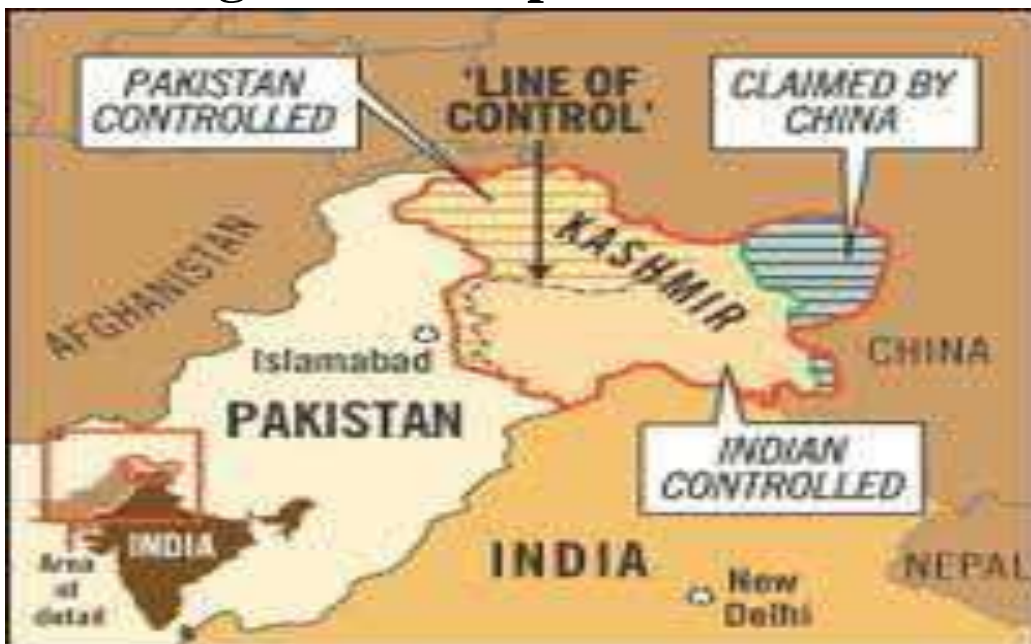 PAKISTAN
CONTROLLED
'LINE OF
CONTROL'
CLAIMED BY
CHINA
KASHMIR
AFGHANISTAN
Islamabad
CHINA
PAKISTAN
INDIAN
CONTROLLED
INDIA
Area
of
detail
INDIA
New
Delhi
NEPAL